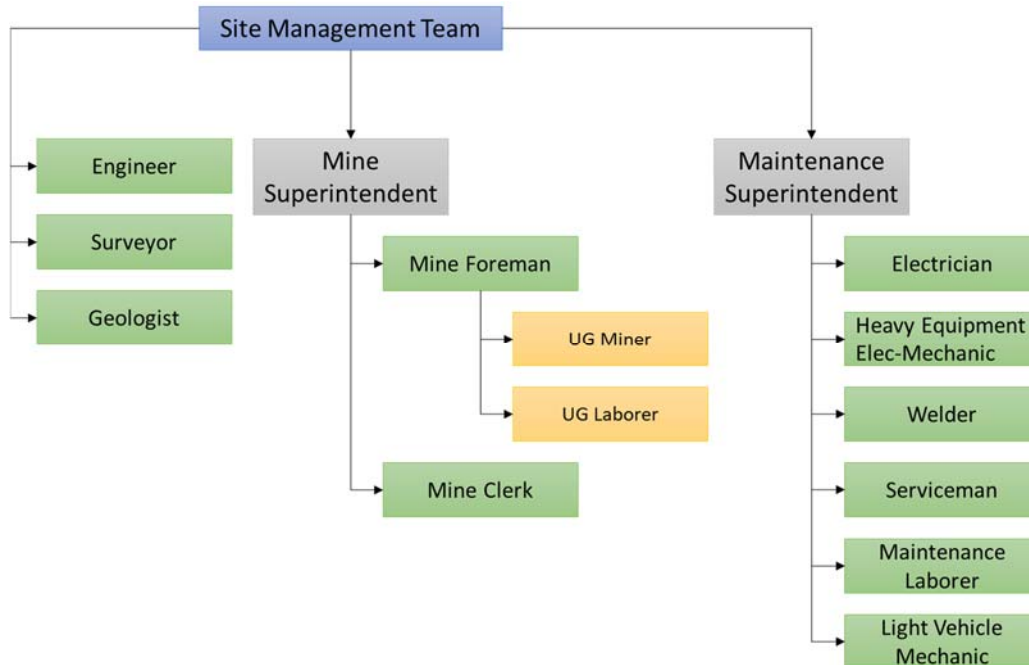 Site Management Team
Engineer
Surveyor
Geologist
Mine
Superintendent
Mine Foreman
UG Miner
UG Laborer
Mine Clerk
Maintenance
Superintendent
Electrician
Heavy Equipment
Elec-Mechanic
Welder
Serviceman
Maintenance
Laborer
Light Vehicle
Mechanic